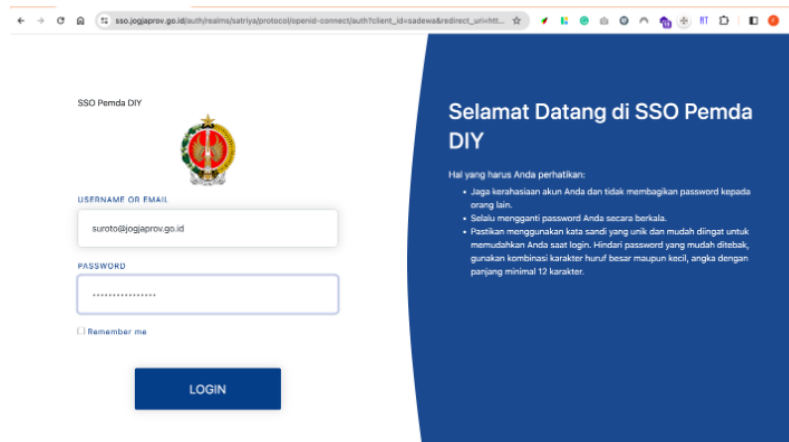 sso.jogjaprov.go.id/auth/realms/satriya/protocol/openid-connect/auth?client_id=sadewa&redirect_uri=htt...
SSO Pemda DIY
USERNAME OR EMAIL
suroto@jogjaprov.go.id
PASSWORD
Remember me
LOGIN
Selamat Datang di SSO Pemda
DIY
Hal yang harus Anda perhatikan:
• Jaga kerahasiaan akun Anda dan tidak membagikan password kepada
orang lain.
• Selalu mengganti password Anda secara berkala.
• Pastikan menggunakan kata sandi yang unik dan mudah diingat untuk
memudahkan Anda saat login. Hindari password yang mudah ditebak,
gunakan kombinasi karakter huruf besar maupun kecil, angka dengan
panjang minimal 12 karakter.